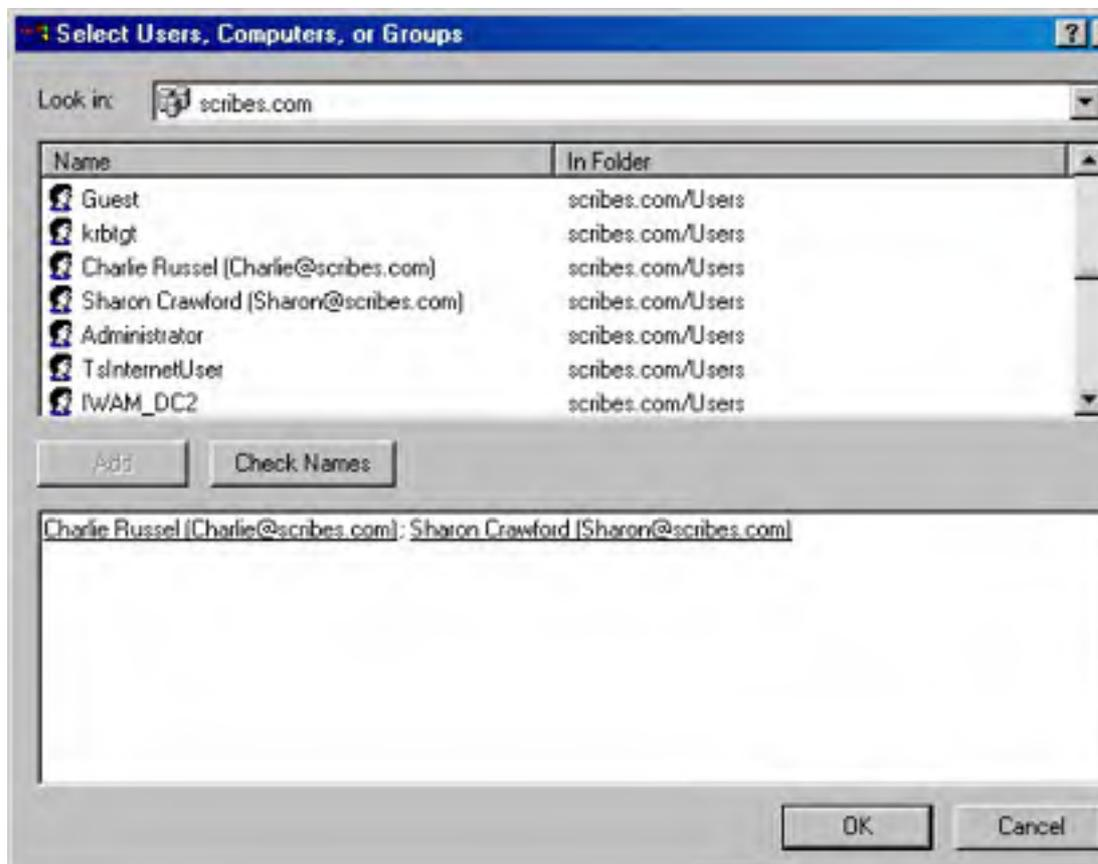 Select Users, Computers, or Groups
?
Look in: scribes.com
Name In Folder
Guest scribes.com/Users
krbtgt scribes.com/Users
Charlie Russel (Charlie@scribes.com) scribes.com/Users
Sharon Crawford (Sharon@scribes.com) scribes.com/Users
Administrator scribes.com/Users
TsInternetUser scribes.com/Users
IWAM_DC2 scribes.com/Users
Add Check Names
Charlie Russel (Charlie@scribes.com); Sharon Crawford (Sharon@scribes.com)
OK Cancel